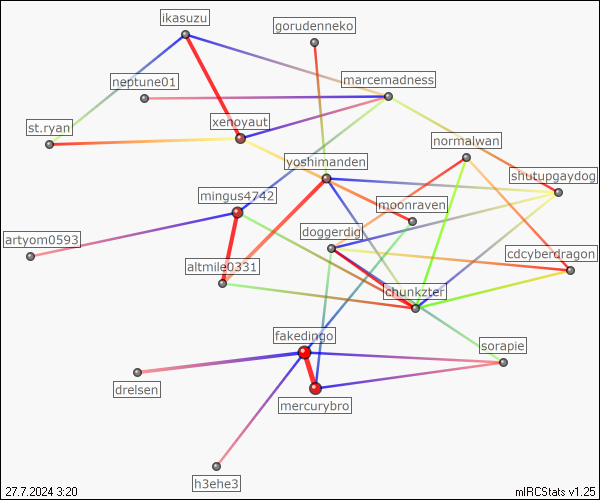 ikasuzu
gorudenneko
neptune01
marcemadness
st.ryan
xenoyaut
normalwan
yoshimanden
shutupgaydog
mingus4742
moonraven
artyom0593
doggerdig
cdcyberdragon
altmile0331
chunkzter
fakedingo
sorapie
drelsen
mercurybro
h3ehe3
27.7.2024 3:20
mIRCStats v1.25